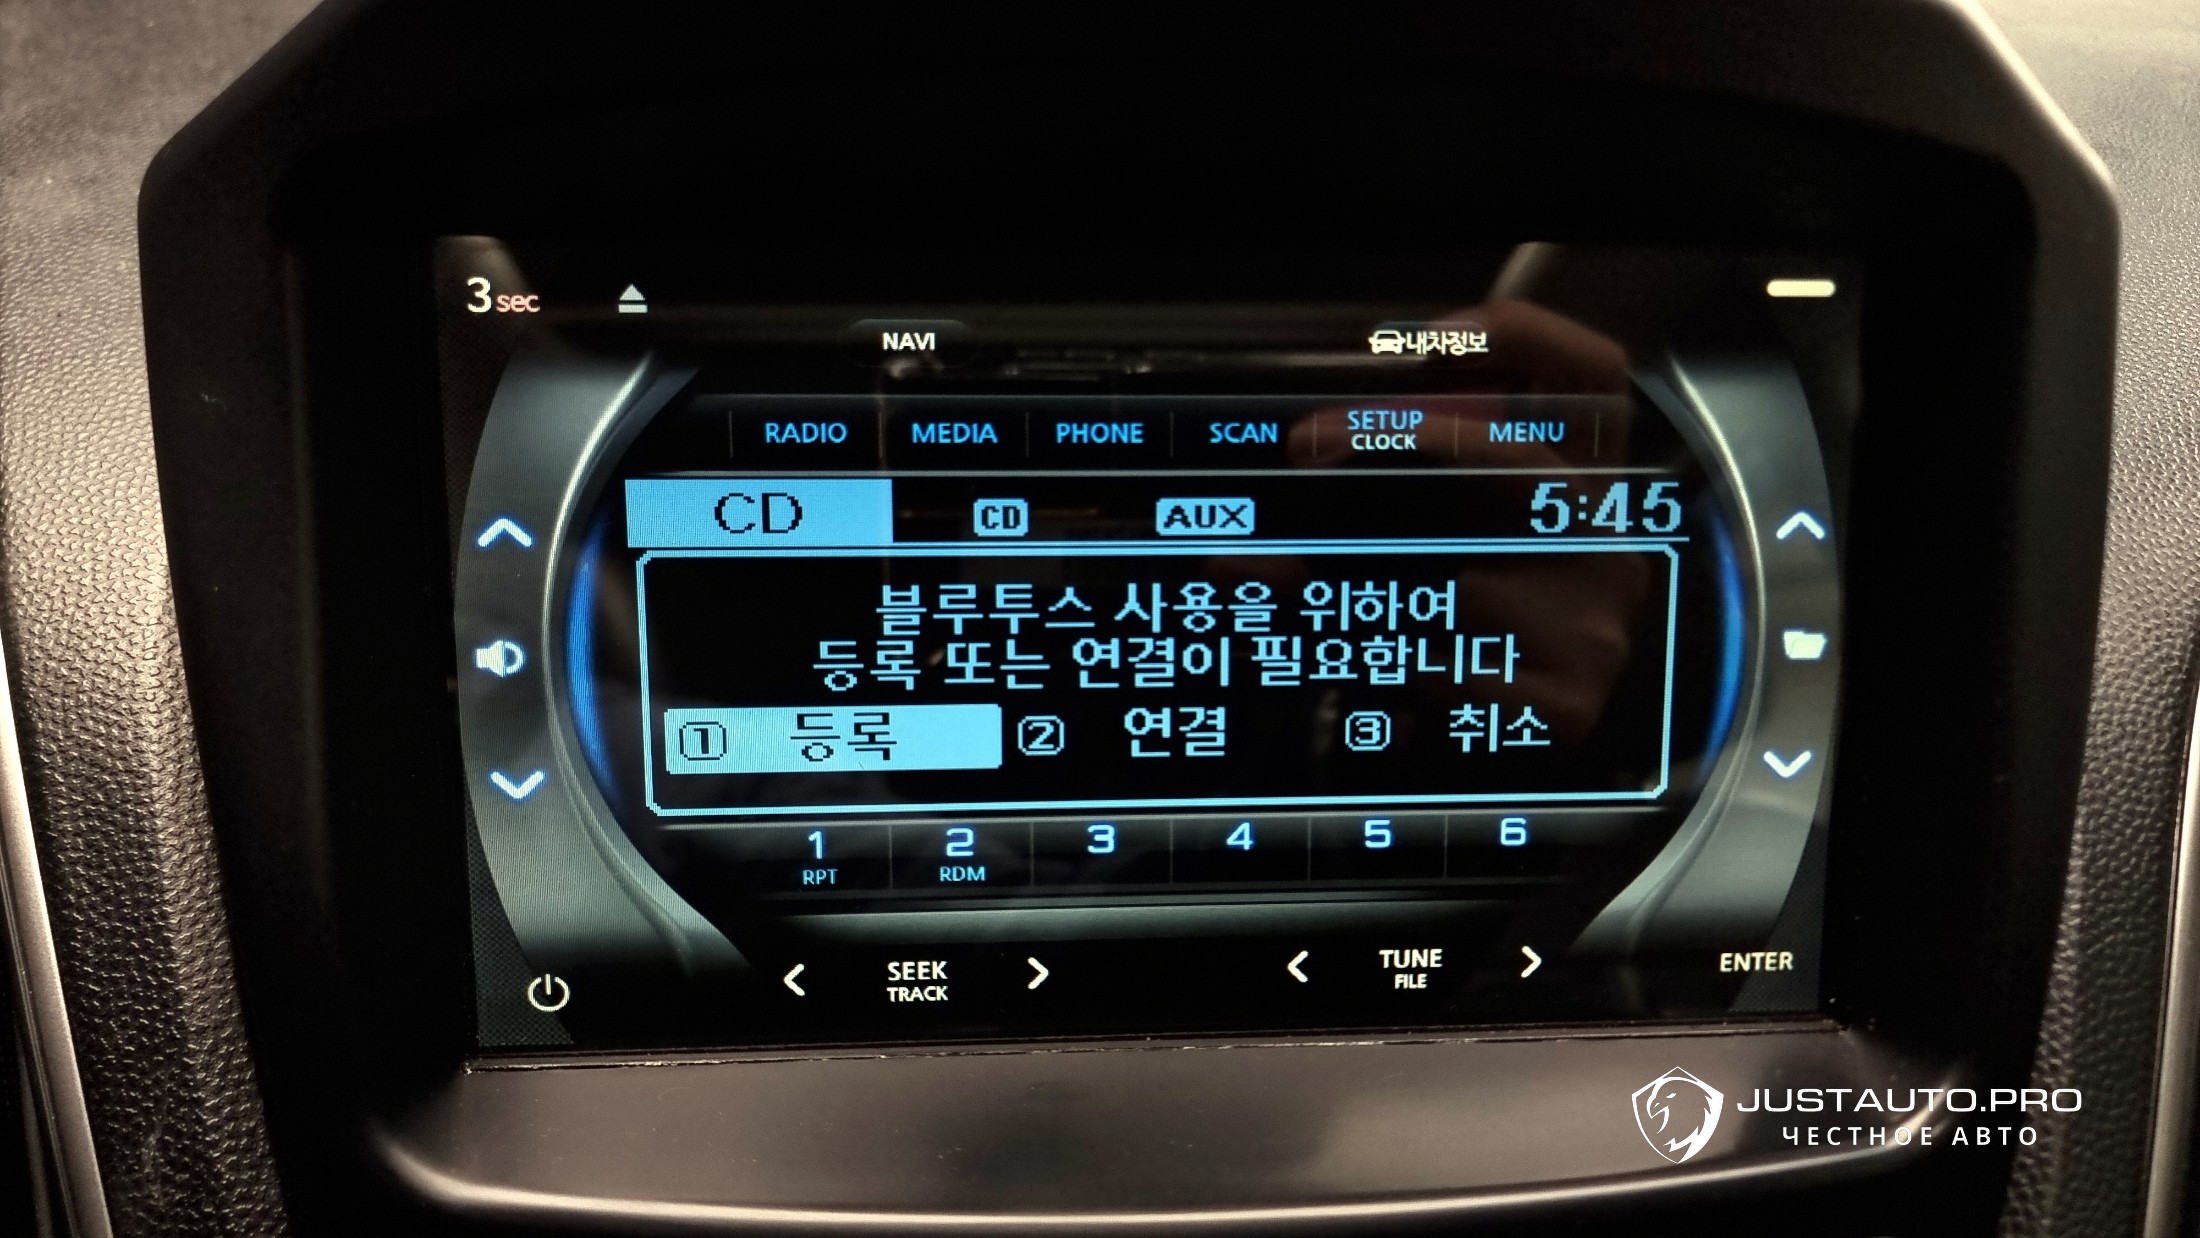 3 sec
NAVI
내차정보
RADIO MEDIA PHONE SCAN SETUP MENU
CLOCK
CD CD AUX 5:45
블루투스 사용을 위하여
등록 또는 연결이 필요합니다
① 등록 ② 연결 ③ 취소
1 2 3 4 5 6
RPT RDM
SEEK TUNE ENTER
TRACK FILE
JUSTAUTO.PRO
ЧЕСТНОЕ АВТО